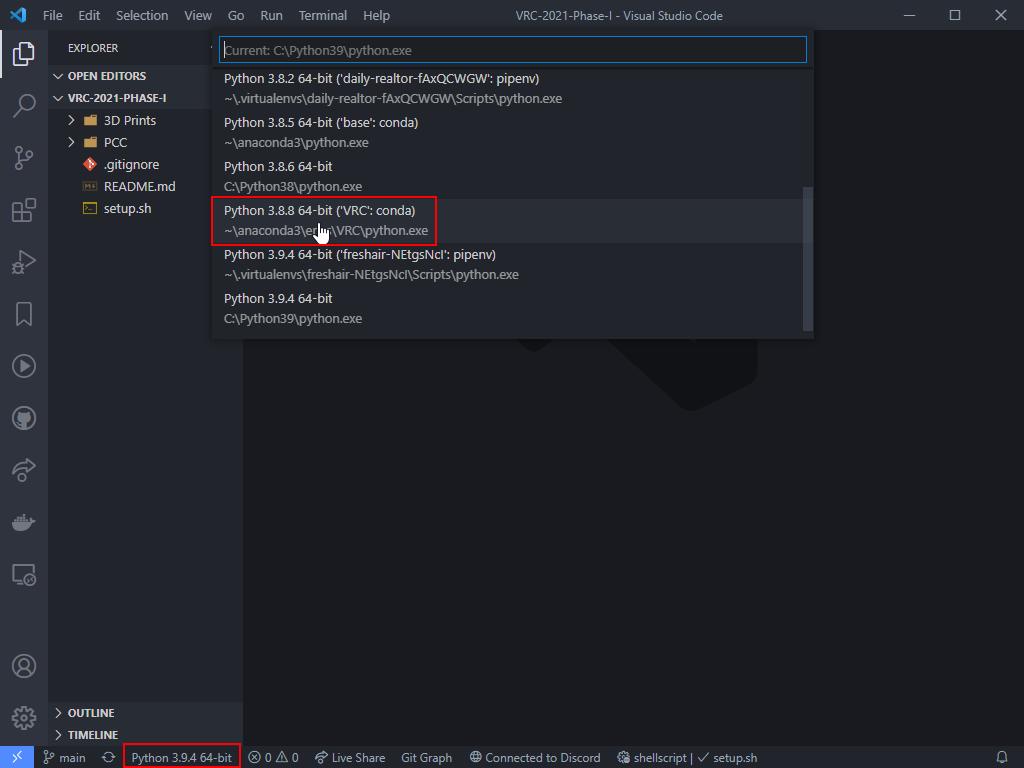 File Edit Selection View Go Run Terminal Help VRC-2021-Phase-I - Visual Studio Code
EXPLORER
OPEN EDITORS
VRC-2021-PHASE-I
3D Prints
PCC
.gitignore
README.md
setup.sh
OUTLINE
TIMELINE
Current: C:\Python39\python.exe
Python 3.8.2 64-bit ('daily-realtor-fAxQCWGW': pipenv)
~\.virtualenvs\daily-realtor-fAxQCWGW\Scripts\python.exe
Python 3.8.5 64-bit ('base': conda)
~\anaconda3\python.exe
Python 3.8.6 64-bit
C:\Python38\python.exe
Python 3.8.8 64-bit ('VRC': conda)
~\anaconda3\envs\VRC\python.exe
Python 3.9.4 64-bit ('freshair-NEtgsNcI': pipenv)
~\.virtualenvs\freshair-NEtgsNcI\Scripts\python.exe
Python 3.9.4 64-bit
C:\Python39\python.exe
main Python 3.9.4 64-bit 0 0 Live Share Git Graph Connected to Discord shellscript | ✓ setup.sh